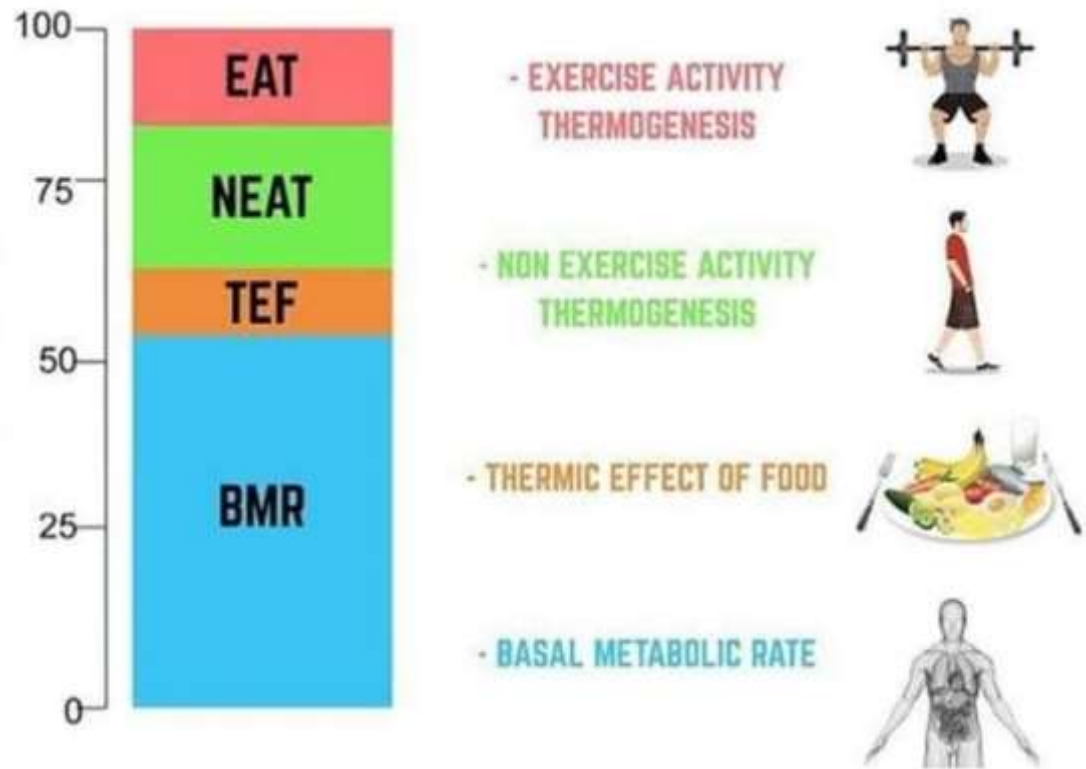 100
75
50
25
0
EAT
NEAT
TEF
BMR
- EXERCISE ACTIVITY
THERMOGENESIS
- NON EXERCISE ACTIVITY
THERMOGENESIS
- THERMIC EFFECT OF FOOD
- BASAL METABOLIC RATE